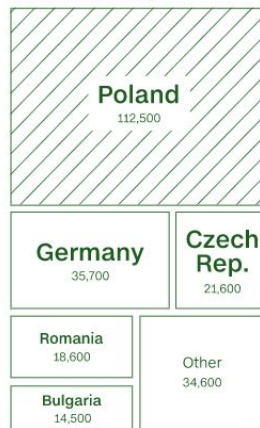 Poland
112,500
Germany
35,700
Czech
Rep.
21,600
Romania
18,600
Other
34,600
Bulgaria
14,500